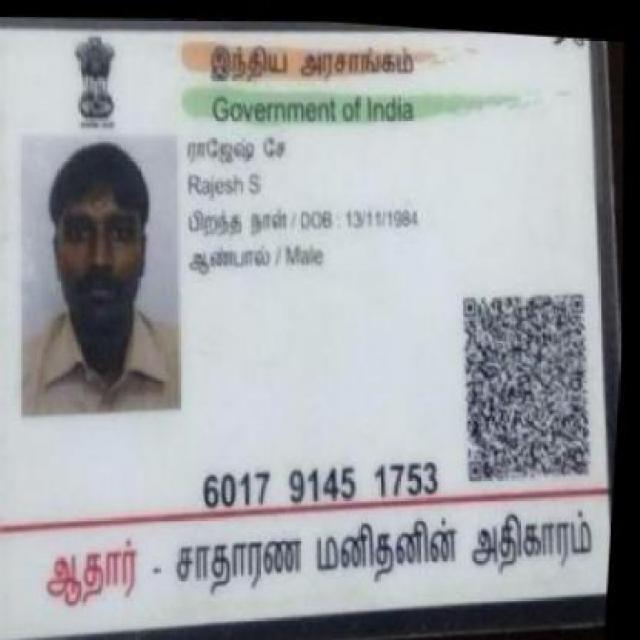 இந்திய அரசாங்கம்
Government of India
ராஜேஷ் சே
Rajesh S
பிறந்த நாள் / DOB : 13/11/1984
ஆண்பால் / Male
6017 9145 1753
ஆதார் - சாதாரண மனிதனின் அதிகாரம்